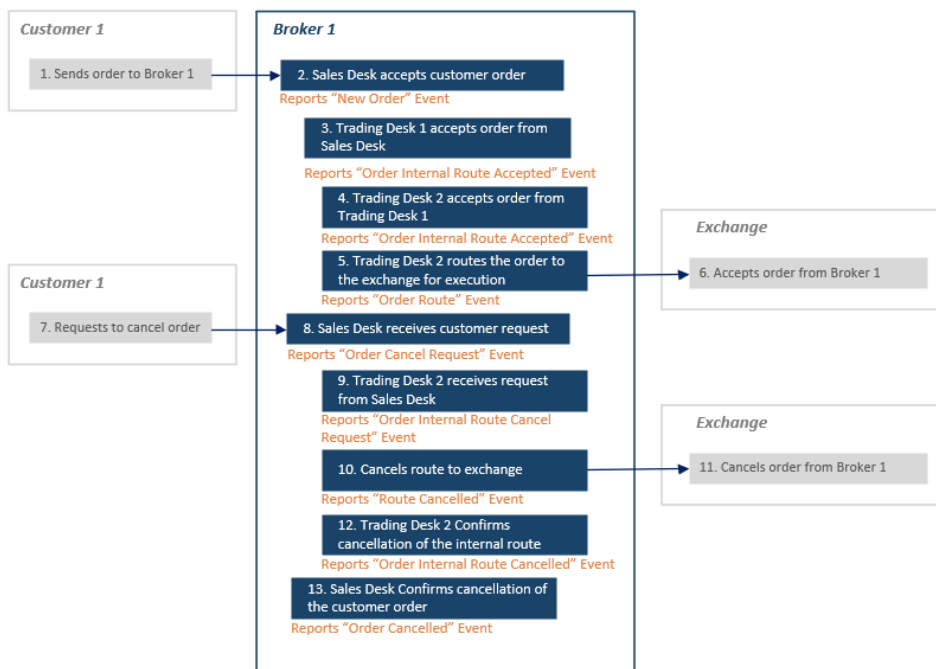 Customer 1
Broker 1
1. Sends order to Broker 1
2. Sales Desk accepts customer order
Reports “New Order” Event
3. Trading Desk 1 accepts order from
Sales Desk
Reports “Order Internal Route Accepted” Event
4. Trading Desk 2 accepts order from
Trading Desk 1
Reports “Order Internal Route Accepted” Event
Exchange
5. Trading Desk 2 routes the order to
the exchange for execution
6. Accepts order from Broker 1
Reports “Order Route” Event
Customer 1
7. Requests to cancel order
8. Sales Desk receives customer request
Reports “Order Cancel Request” Event
9. Trading Desk 2 receives request
from Sales Desk
Reports “Order Internal Route Cancel
Request” Event
Exchange
10. Cancels route to exchange
11. Cancels order from Broker 1
Reports “Route Cancelled” Event
12. Trading Desk 2 Confirms
cancellation of the internal route
Reports “Order Internal Route Cancelled” Event
13. Sales Desk Confirms cancellation of
the customer order
Reports “Order Cancelled” Event